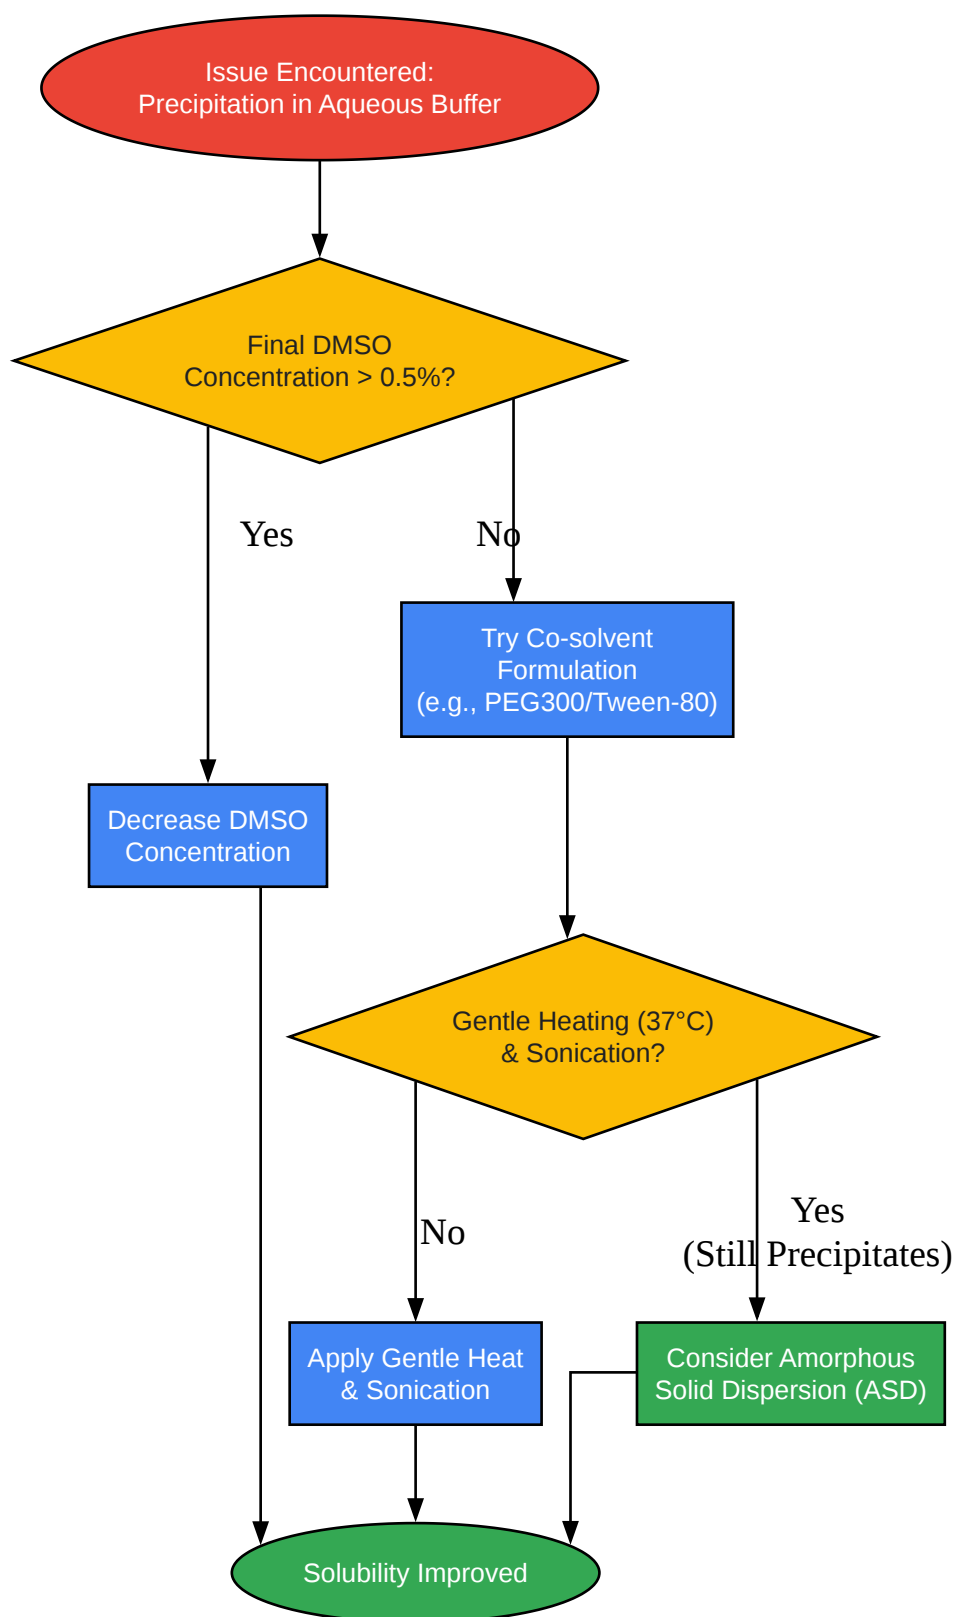 Issue Encountered:
Precipitation in Aqueous Buffer
Final DMSO
Concentration > 0.5%?
Yes
No
Try Co-solvent
Formulation
(e.g., PEG300/Tween-80)
Decrease DMSO
Concentration
Gentle Heating (37°C)
& Sonication?
No
Yes
(Still Precipitates)
Apply Gentle Heat
& Sonication
Consider Amorphous
Solid Dispersion (ASD)
Solubility Improved